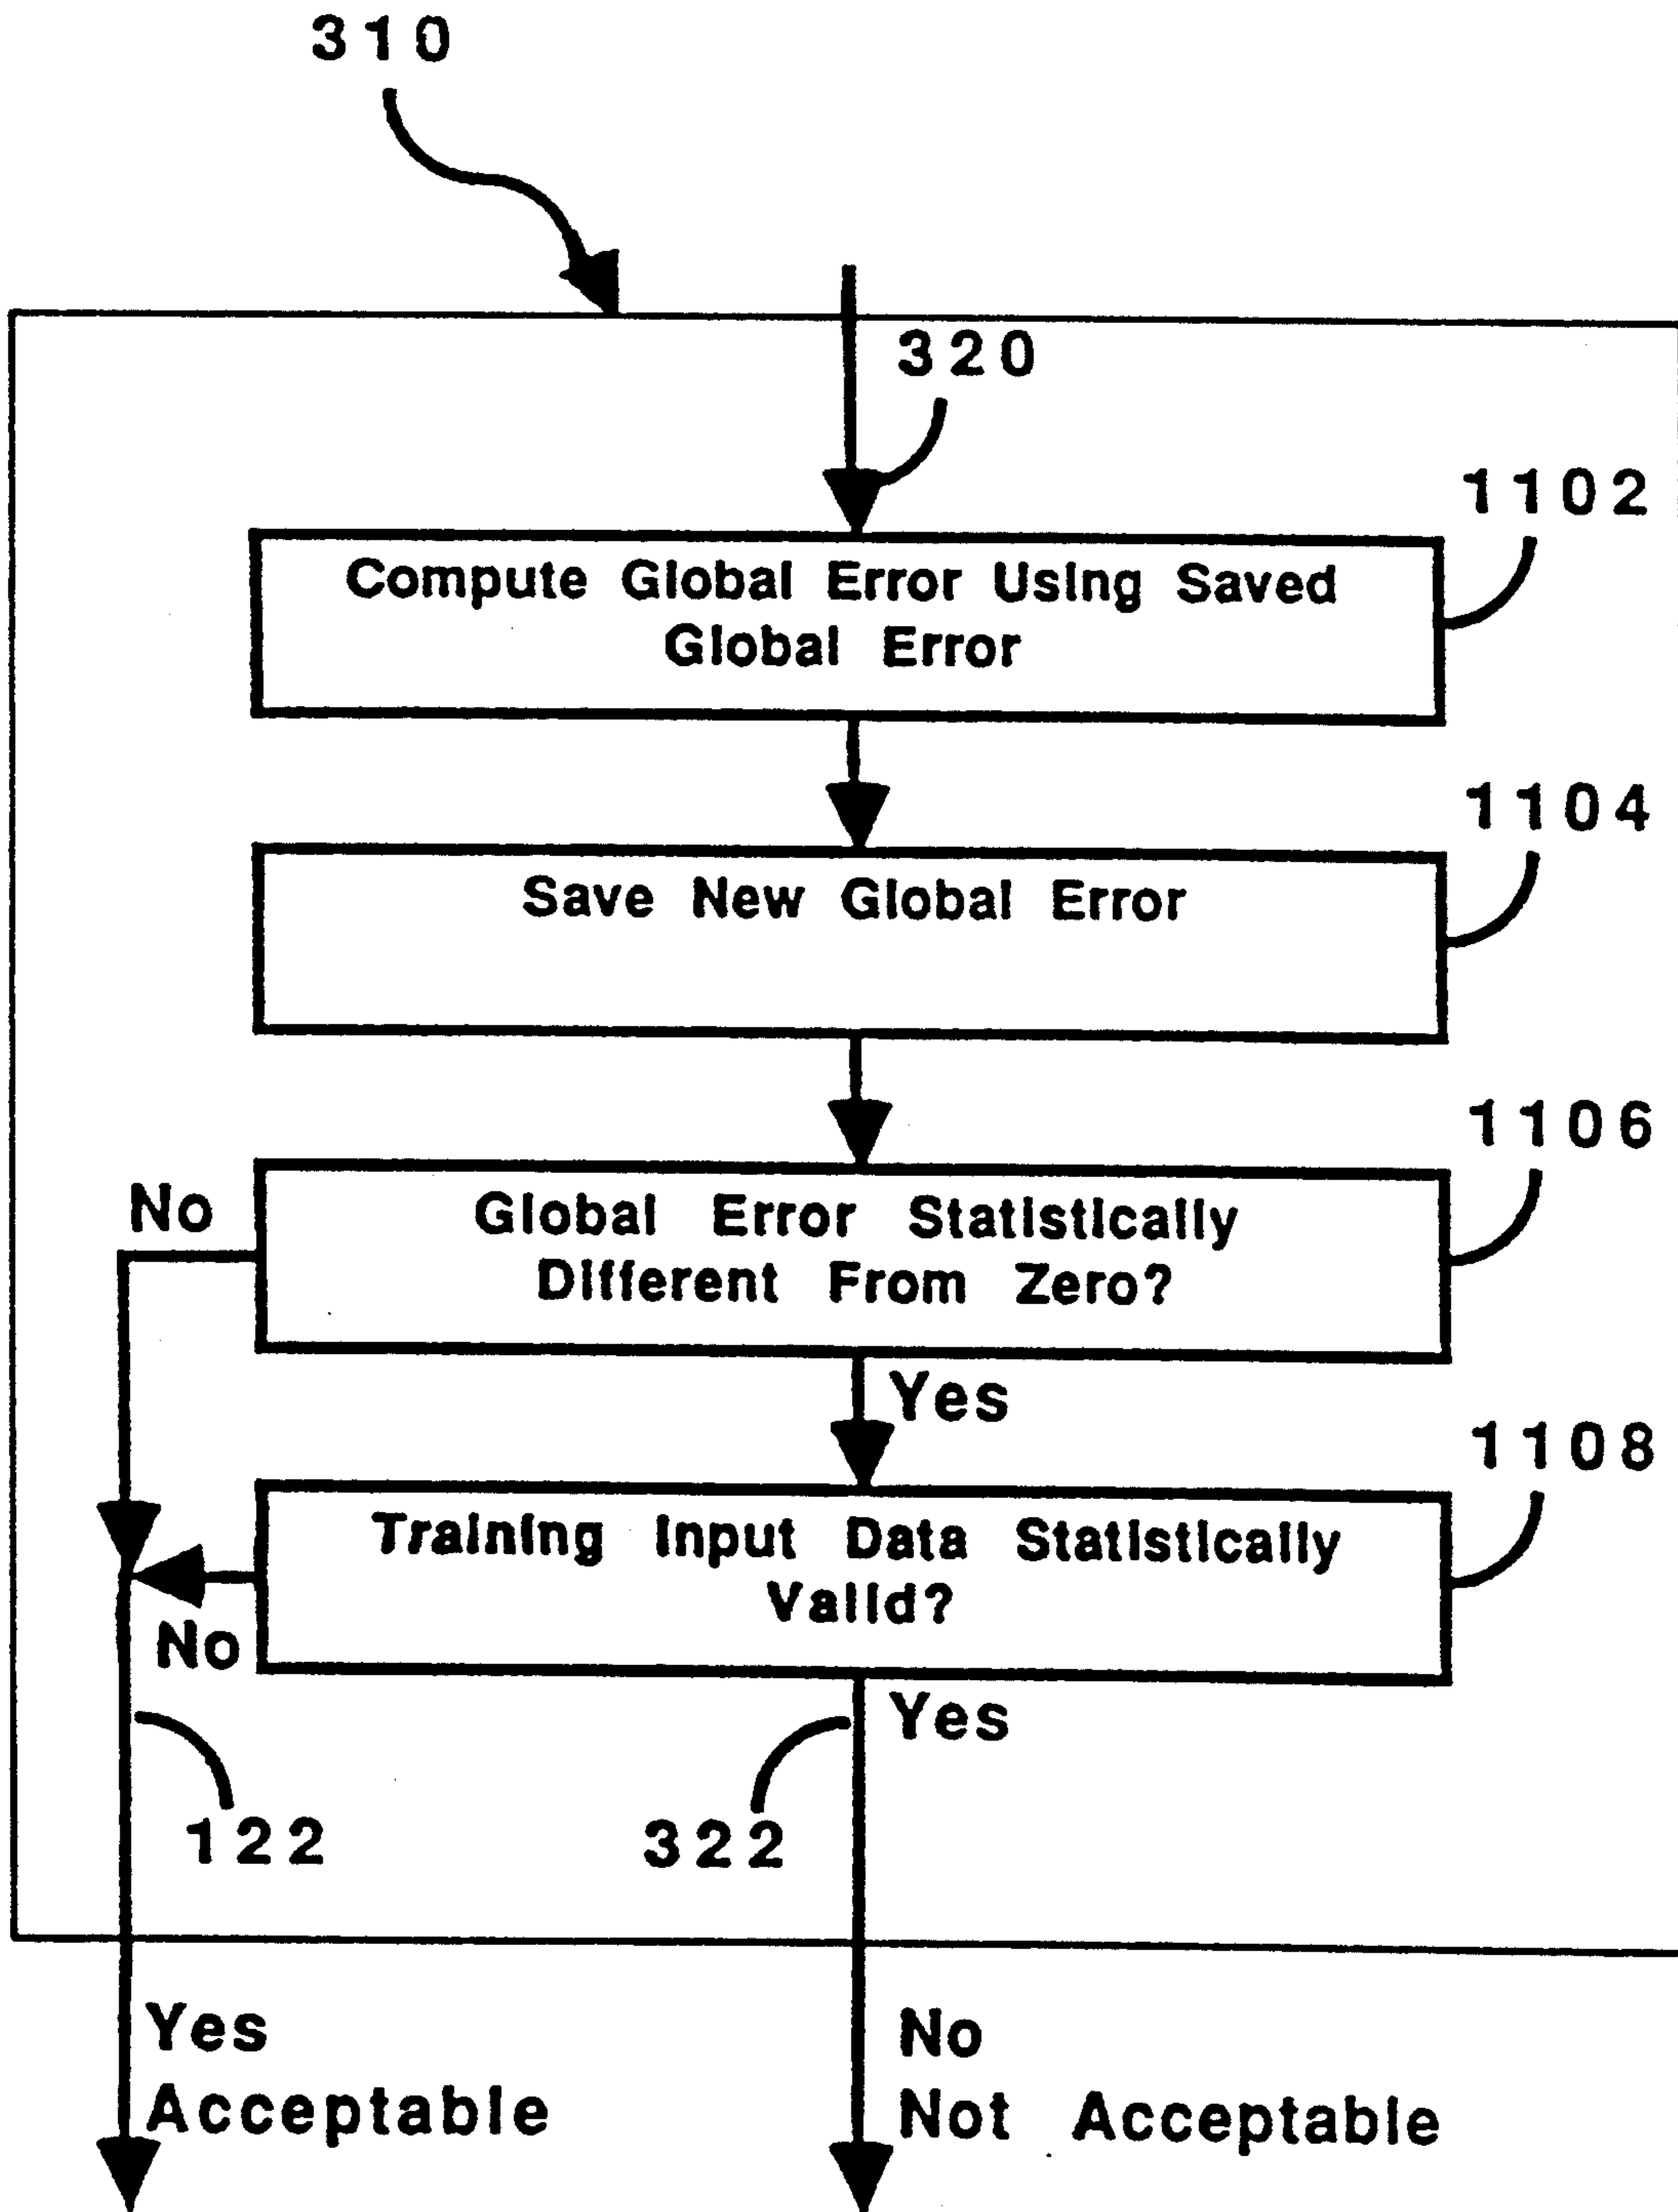 310
320
1102
Compute Global Error Using Saved
Global Error
1104
Save New Global Error
1106
No
Global Error Statistically
Different From Zero?
Yes
1108
Training Input Data Statistically
Valid?
No
Yes
122
322
Yes
Acceptable
No
Not Acceptable